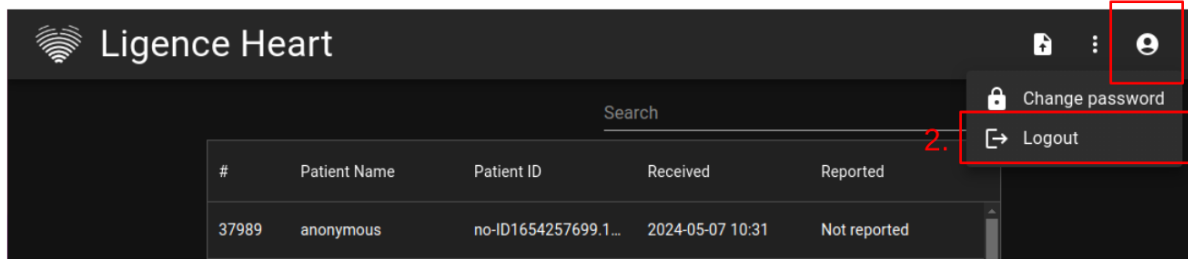 Ligence Heart
Change password
Search
2.
Logout
# Patient Name Patient ID Received Reported
37989 anonymous no-ID1654257699.1... 2024-05-07 10:31 Not reported